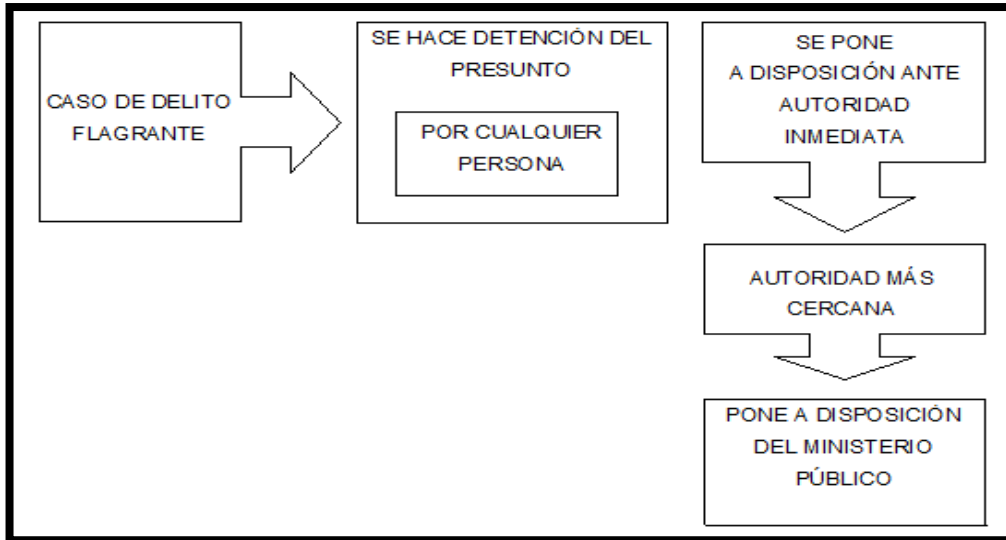 CASO DE DELITO
FLAGRANTE
SE HACE DETENCIÓN DEL
PRESUNTO
POR CUALQUIER
PERSONA
SE PONE
A DISPOSICIÓN ANTE
AUTORIDAD
INMEDIATA
AUTORIDAD MÁS
CERCANA
PONE A DISPOSICIÓN
DEL MINISTERIO
PÚBLICO